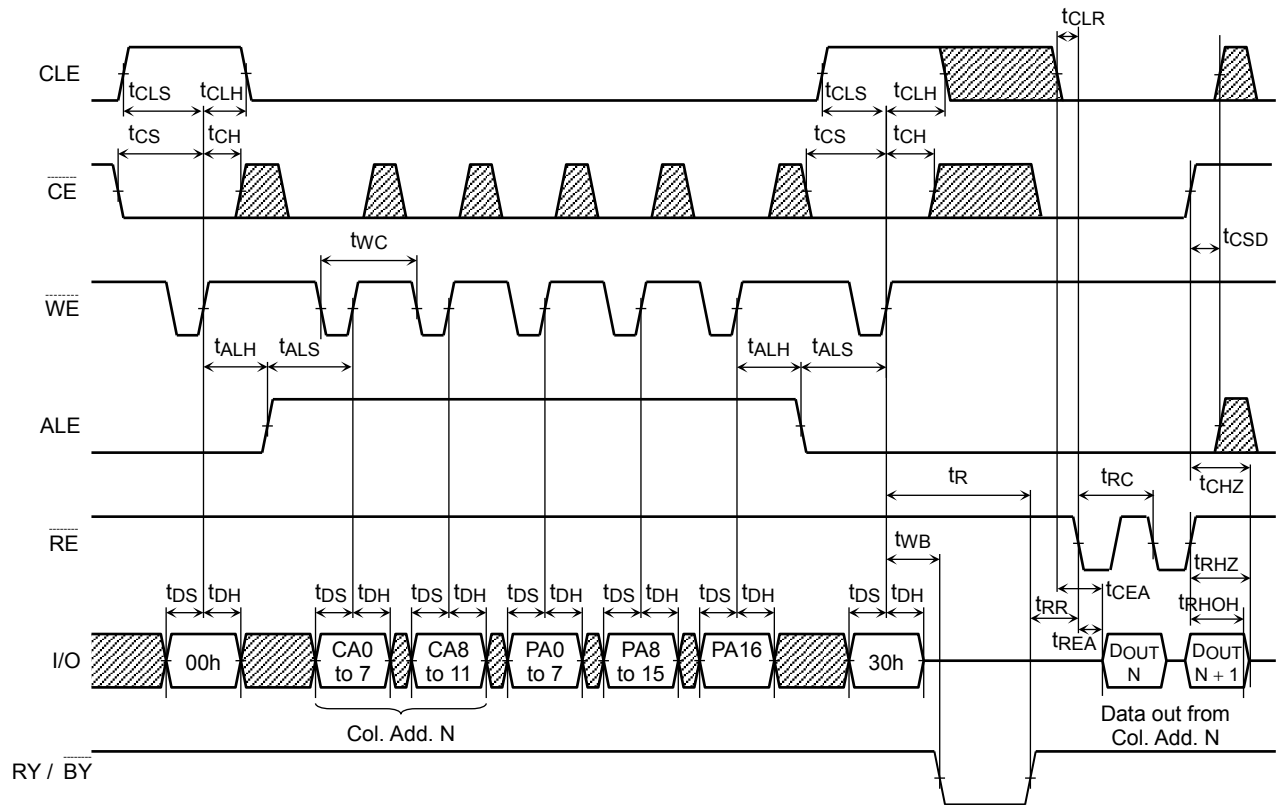 tCLR
CLE
tCLS tCLH tCLS tCLH
tCS tCH tCS tCH
CE
tCSD
tWC
WE
tALH tALS tALH tALS
ALE
tR tRC tCHZ
RE
tWB tRHZ
tDS tDH tDS tDH tDS tDH tDS tDH tDS tDH tDS tDH tDS tDH tRR tCEA tRHOH
tREA
I/O 00h CA0 to 7 CA8 to 11 PA0 to 7 PA8 to 15 PA16 30h DOUT N DOUT N + 1
Col. Add. N
Data out from
Col. Add. N
RY / BY